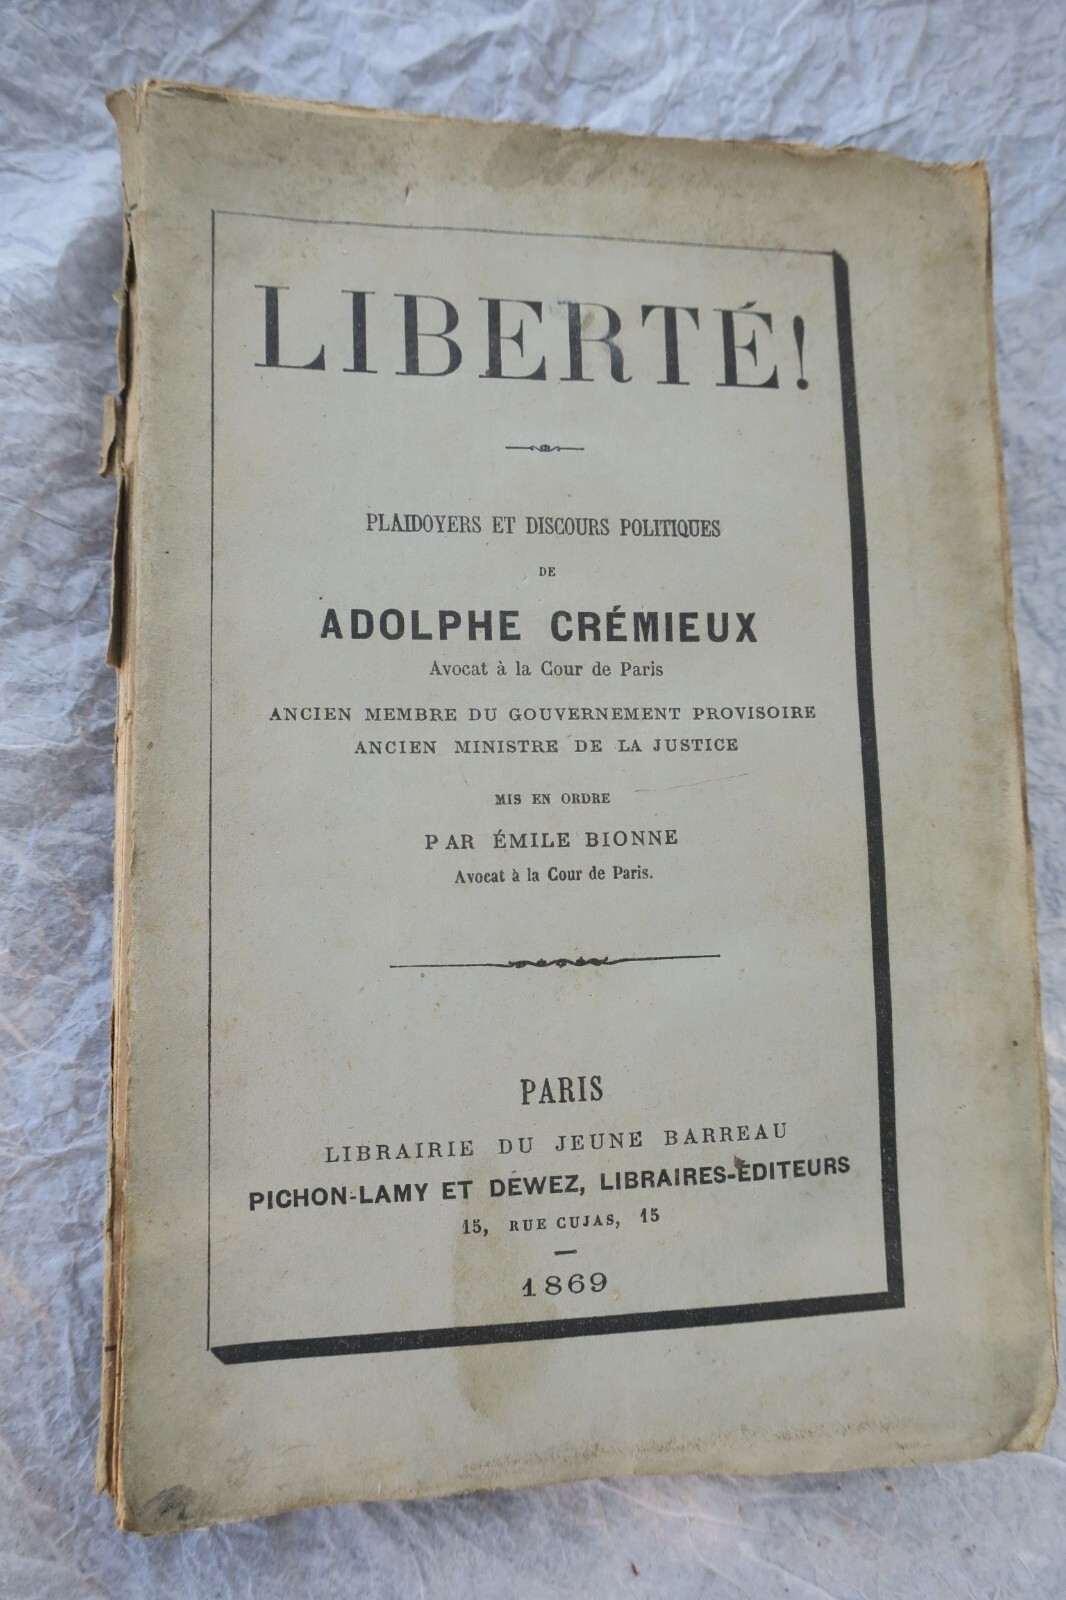 LIBERTÉ!
PLAIDOYERS ET DISCOURS POLITIQUES
DE
ADOLPHE CRÉMIEUX
Avocat à la Cour de Paris
ANCIEN MEMBRE DU GOUVERNEMENT PROVISOIRE
ANCIEN MINISTRE DE LA JUSTICE
MIS EN ORDRE
PAR ÉMILE BIONNE
Avocat à la Cour de Paris.
PARIS
LIBRAIRIE DU JEUNE BARREAU
PICHON-LAMY ET DEWEZ, LIBRAIRES-ÉDITEURS
15, RUE CUJAS, 15
1869